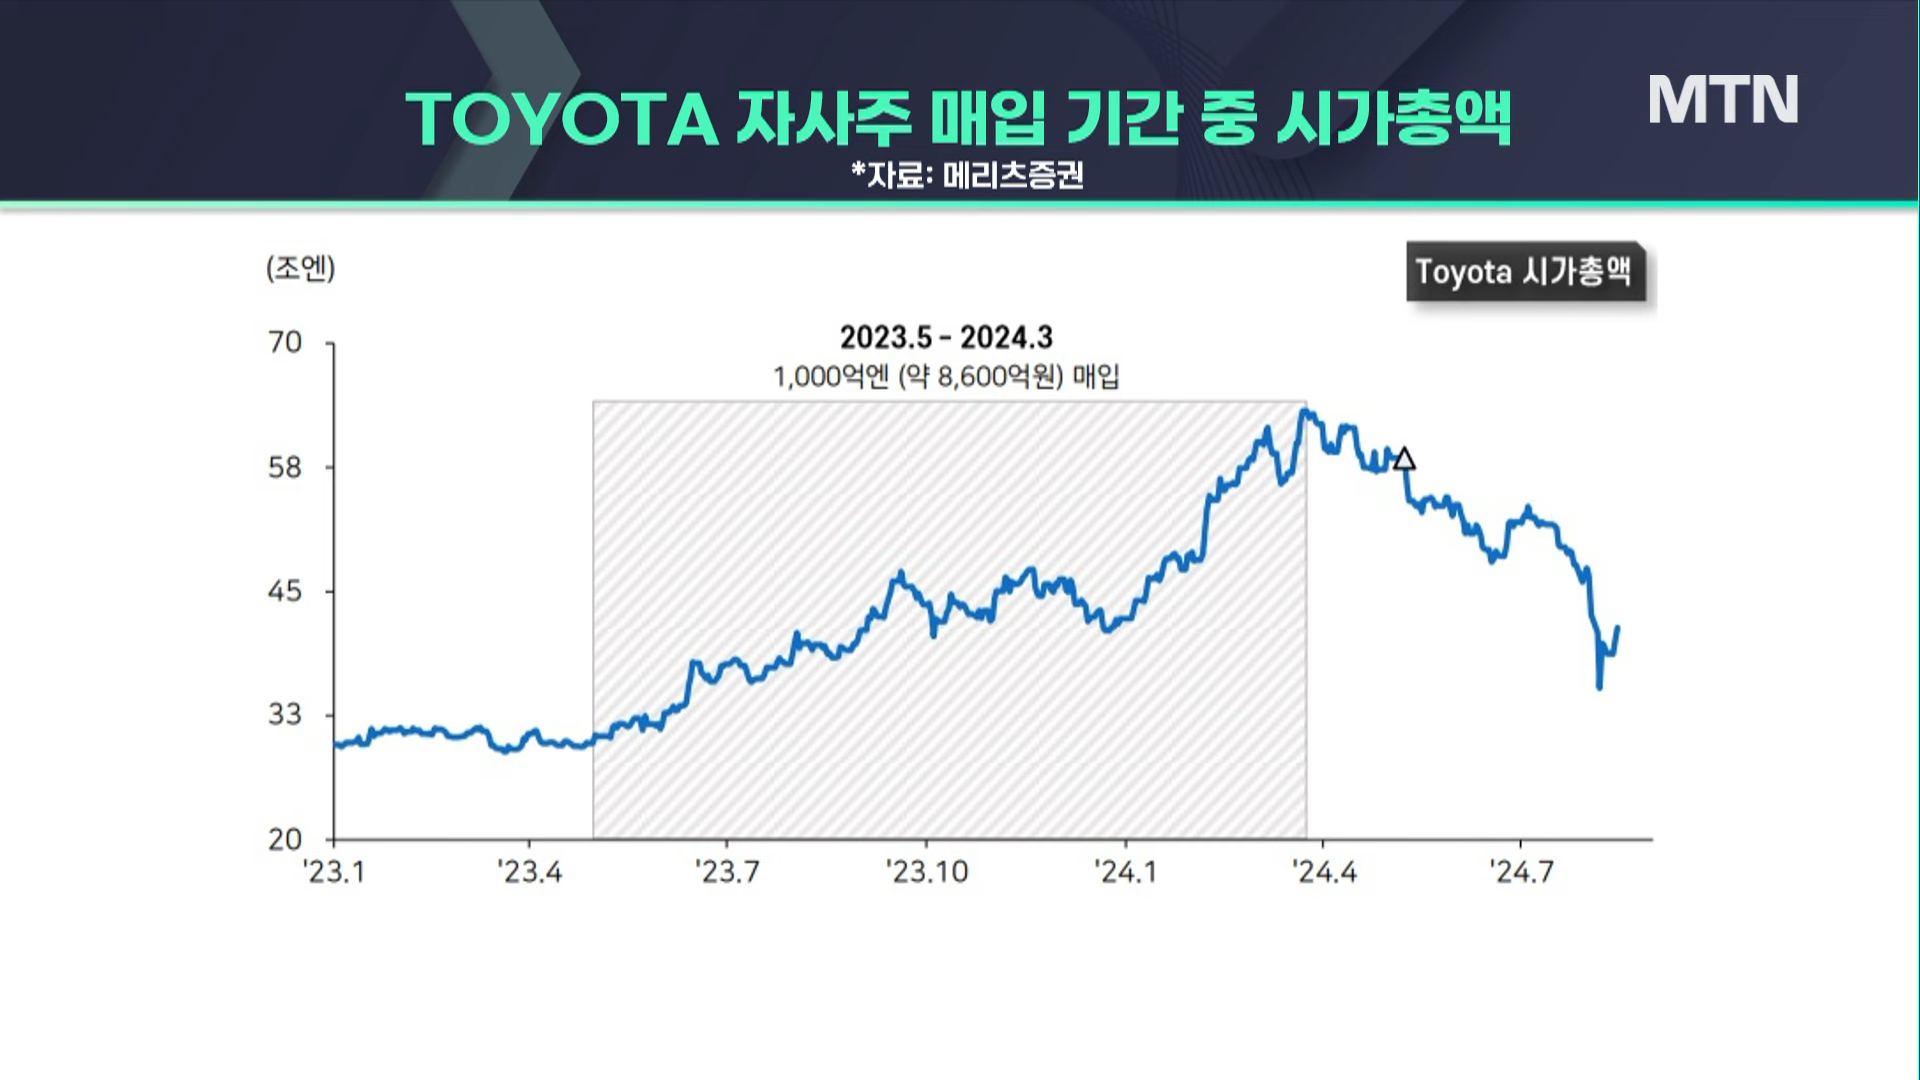 TOYOTA 자사주 매입 기간 중 시가총액
MTN
*자료: 메리츠증권
(조엔)
Toyota 시가총액
2023.5 - 2024.3
1,000억엔 (약 8,600억원) 매입
70
58
45
33
20
'23.1
'23.4
'23.7
'23.10
'24.1
'24.4
'24.7